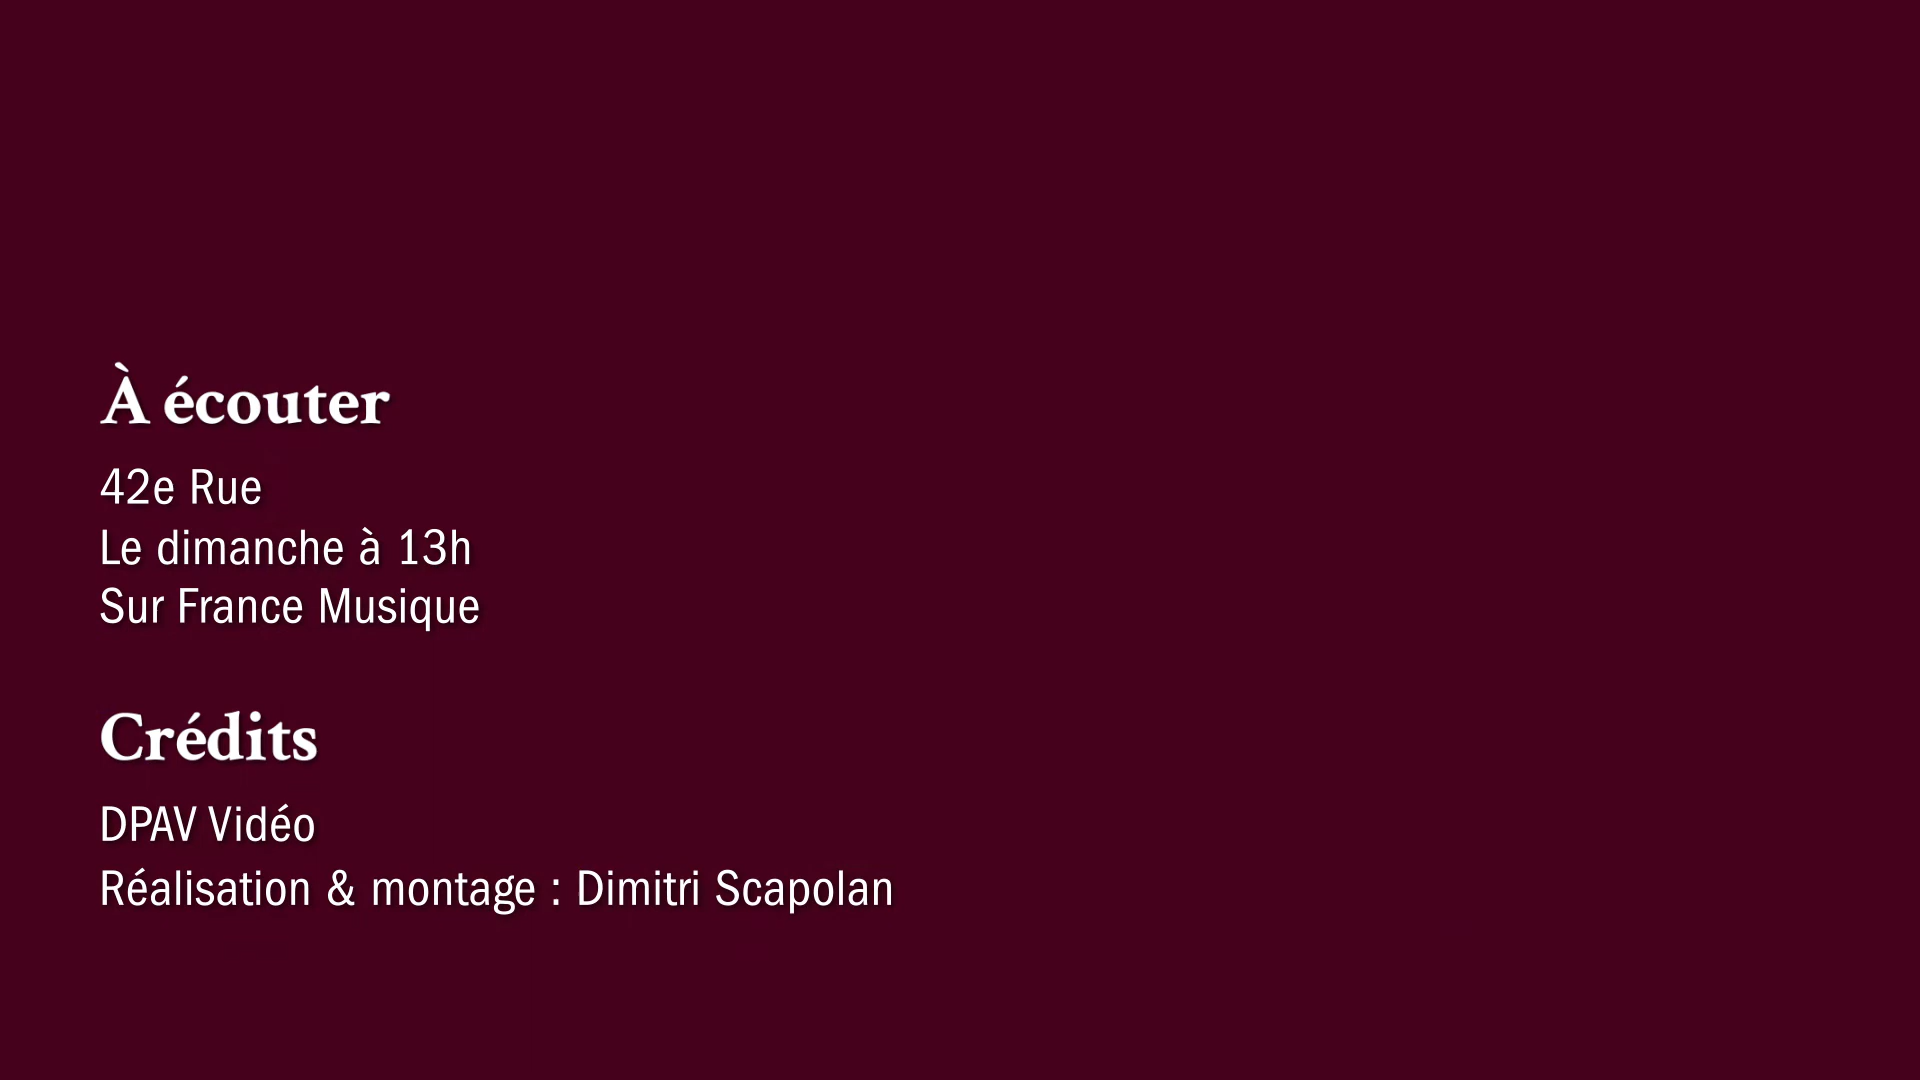 À écouter
42e Rue
Le dimanche à 13h
Sur France Musique
Crédits
DPAV Vidéo
Réalisation & montage : Dimitri Scapolan